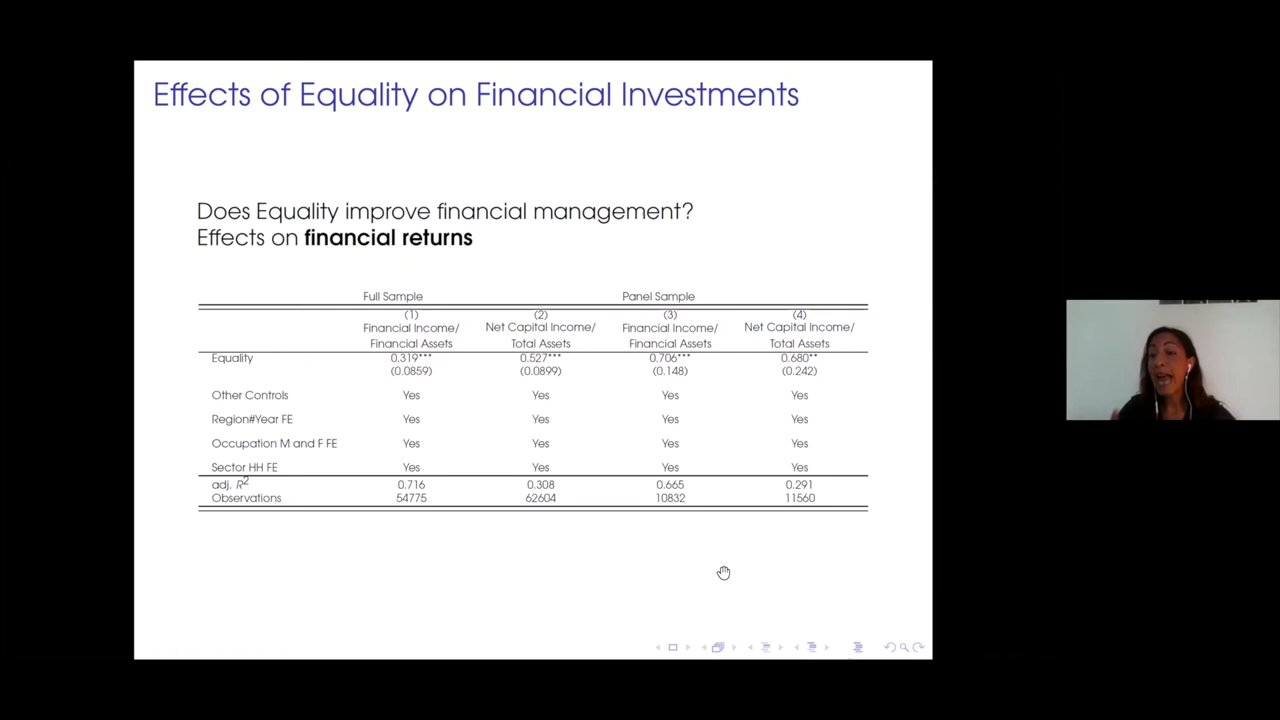 Effects of Equality on Financial Investments
Does Equality improve financial management?
Effects on financial returns
Full Sample Panel Sample
(1) (2) (3) (4)
Financial Income/ Net Capital Income/ Financial Income/ Net Capital Income/
Financial Assets Total Assets Financial Assets Total Assets
Equality 0.319*** 0.527*** 0.706*** 0.680**
(0.0859) (0.0899) (0.148) (0.242)
Other Controls Yes Yes Yes Yes
Region#Year FE Yes Yes Yes Yes
Occupation M and F FE Yes Yes Yes Yes
Sector HH FE Yes Yes Yes Yes
adj. R² 0.716 0.308 0.665 0.291
Observations 54775 62604 10832 11560